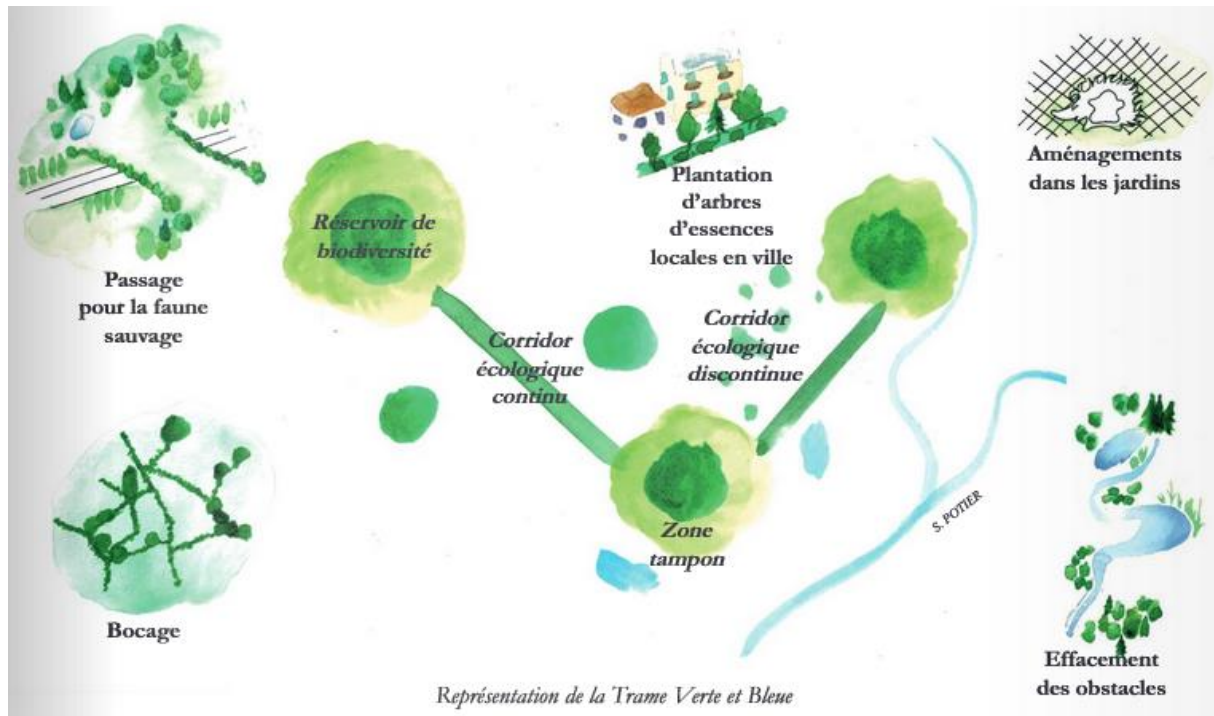 Passage
pour la faune
sauvage
Réservoir de
biodiversité
Plantation
d'arbres
d'essences
locales en ville
Aménagements
dans les jardins
Corridor
écologique
continu
Corridor
écologique
discontinue
Bocage
Zone
tampon
S. POTIER
Effacement
des obstacles
Représentation de la Trame Verte et Bleue